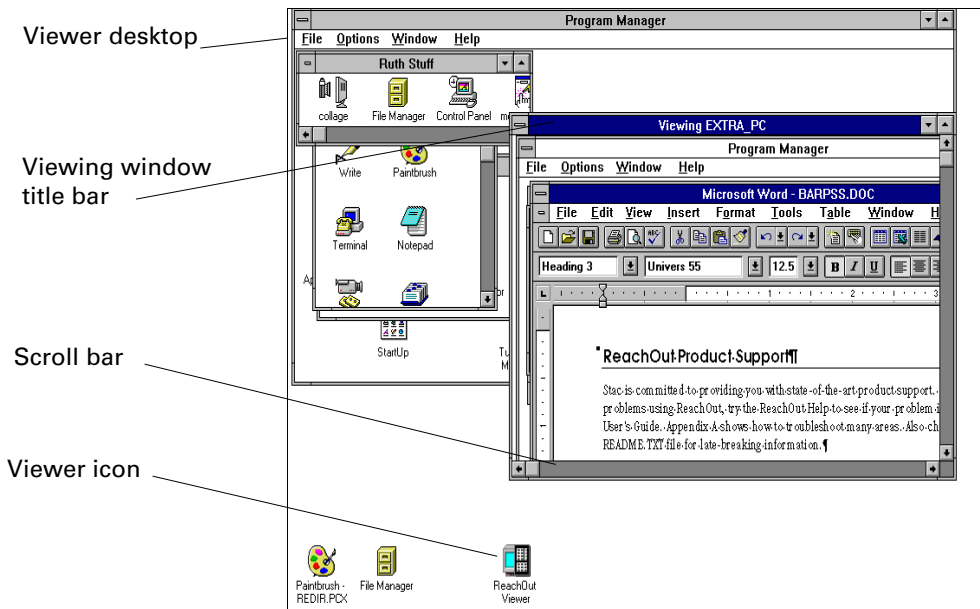 Viewer desktop
Viewing window
title bar
Scroll bar
Viewer icon
Program Manager
File Options Window Help
Ruth Stuff
collage File Manager Control Panel
Write Paintbrush
Terminal Notepad
StartUp
Viewing EXTRA_PC
Program Manager
File Options Window Help
Microsoft Word - BARPSS.DOC
File Edit View Insert Format Tools Table Window H
ABC
Heading 3 Univers 55 12.5 B I U
L 1 2 3
ReachOut·Product·Support¶
Stac·is·committed·to·providing·you·with·state·of-the-art·product·support.
problems·using·ReachOut,·try·the·ReachOut·Help·to·see·if·your·problem·i
User's·Guide.·Appendix·A·shows·how·to·troubleshoot·many·areas.·Also·ch
README.TXT·file·for·late-breaking·information.¶
Paintbrush -
REDIR.PCX
File Manager
ReachOut
Viewer